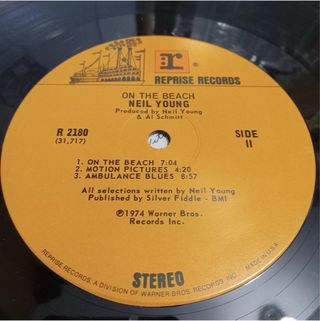 r
REPRISE RECORDS
ON THE BEACH
NEIL YOUNG
Produced by Neil Young
& Al Schmitt
R 2180
(31,717)
SIDE
II
1. ON THE BEACH 7:04
2. MOTION PICTURES 4:20
3. AMBULANCE BLUES 8:57
All selections written by Neil Young
Published by Silver Fiddle - BMI
℗1974 Warner Bros.
Records Inc.
STEREO
REPRISE RECORDS, A DIVISION OF WARNER BROS. RECORDS INC. MADE IN U.S.A.